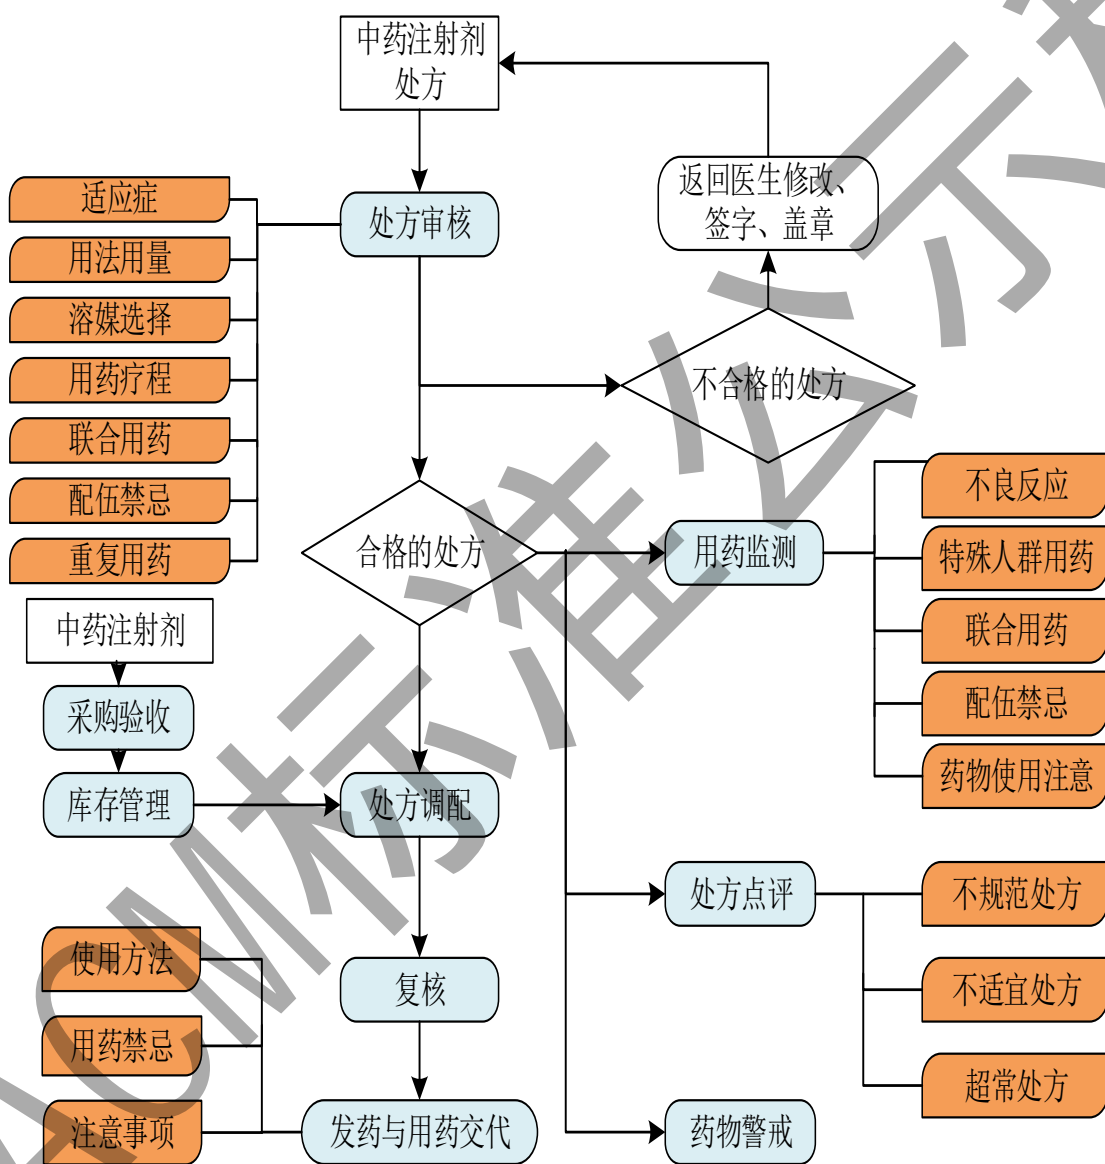 中药注射剂
处方
返回医生修改、
签字、盖章
适应症
处方审核
用法用量
溶媒选择
用药疗程
不合格的处方
联合用药
配伍禁忌
重复用药
合格的处方
用药监测
不良反应
特殊人群用药
联合用药
配伍禁忌
药物使用注意
中药注射剂
采购验收
库存管理
处方调配
处方点评
不规范处方
不适宜处方
超常处方
使用方法
复核
用药禁忌
注意事项
发药与用药交代
药物警戒
ACM标准公示